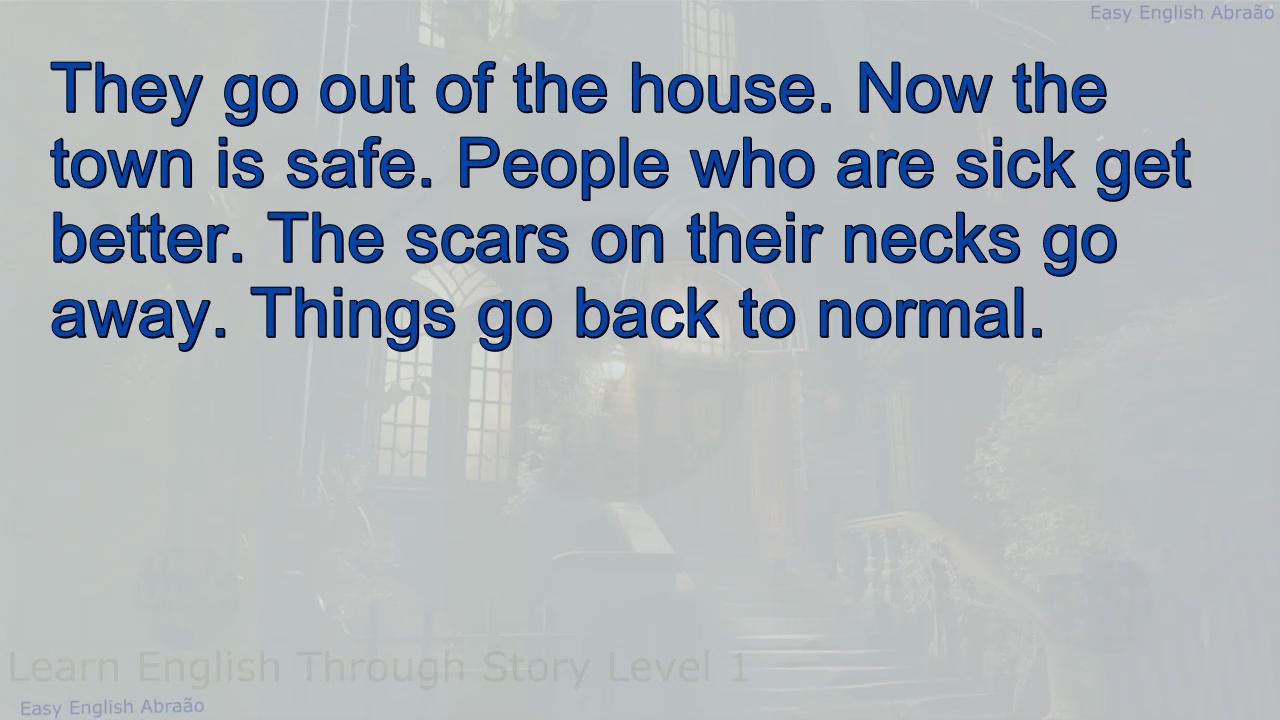 Easy English Abraão
They go out of the house. Now the
town is safe. People who are sick get
better. The scars on their necks go
away. Things go back to normal.
Learn English Through Story Level 1
Easy English Abraão